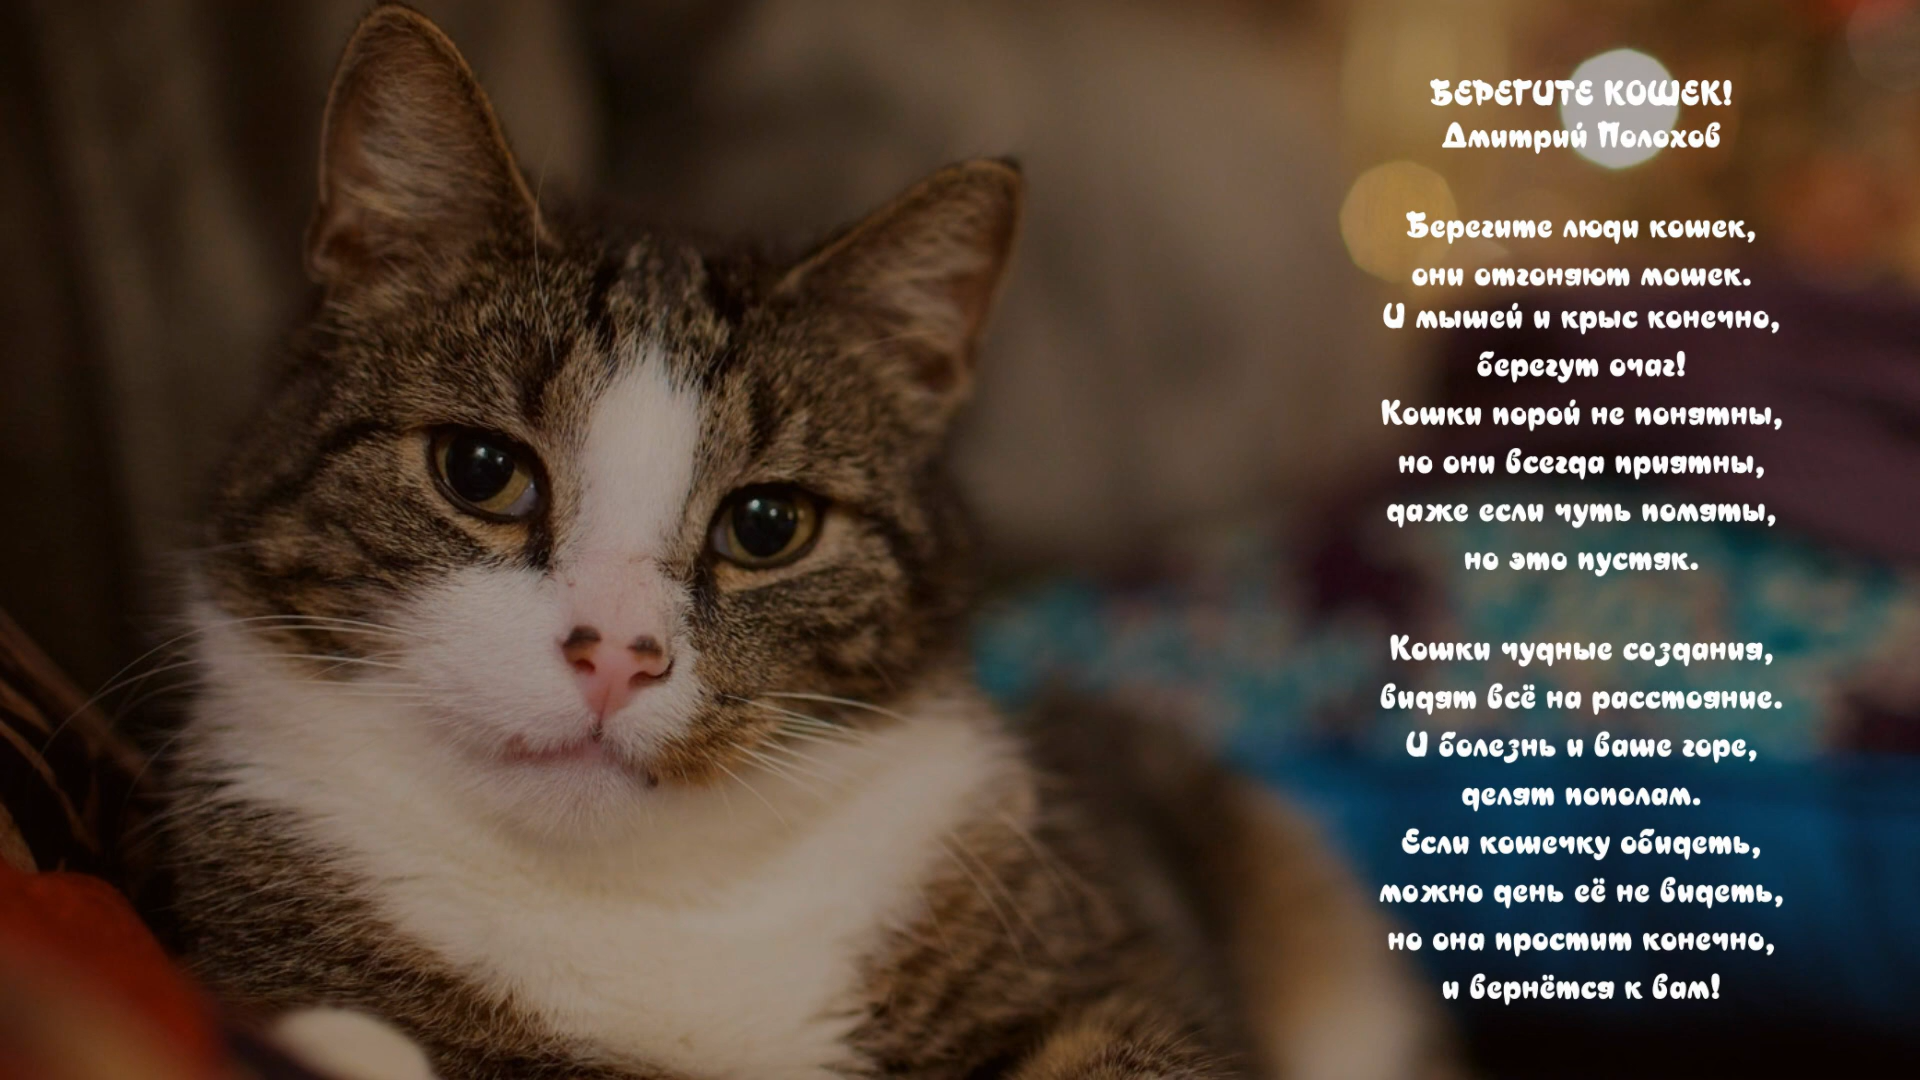 БЕРЕГИТЕ КОШЕК!
Дмитрий Полохов
Берегите люди кошек,
они отгоняют мошек.
И мышей и крыс конечно,
берегут очаг!
Кошки порой не понятны,
но они всегда приятны,
даже если чуть помяты,
но это пустяк.
Кошки чудные создания,
видят всё на расстояние.
И болезнь и ваше горе,
делят пополам.
Если кошечку обидеть,
можно день её не видеть,
но она простит конечно,
и вернётся к вам!